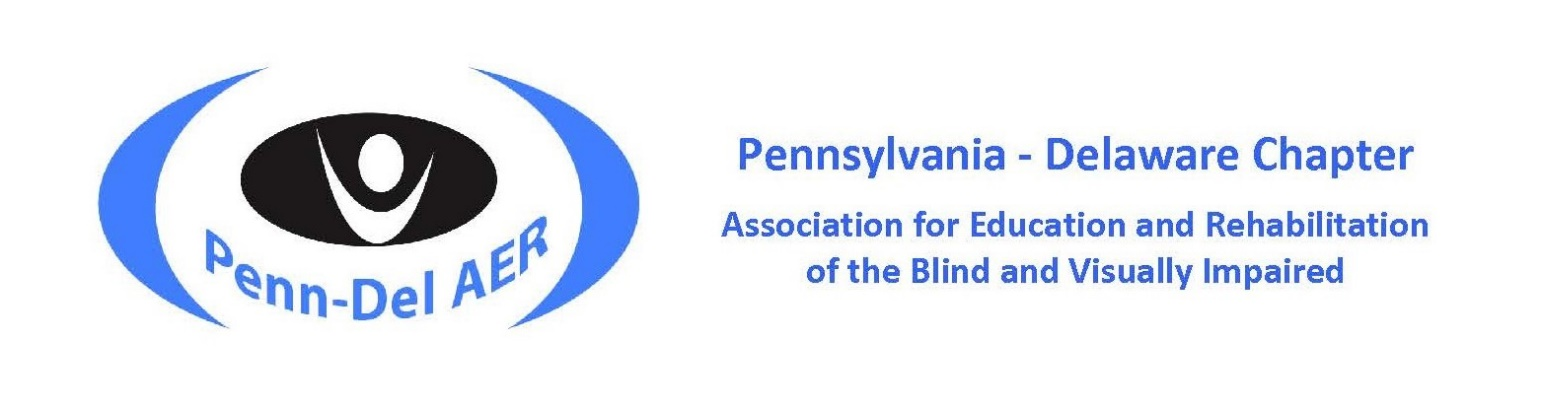 Penn-Del AER
Pennsylvania - Delaware Chapter
Association for Education and Rehabilitation
of the Blind and Visually Impaired